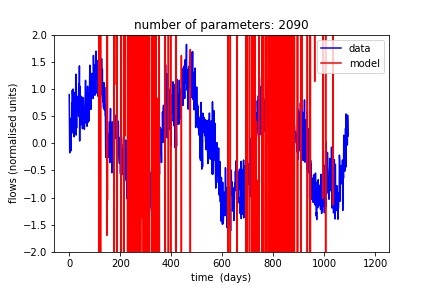 number of parameters: 2090
flows (normalised units)
2.0
1.5
1.0
0.5
0.0
−0.5
−1.0
−1.5
−2.0
data
model
0 200 400 600 800 1000 1200
time (days)